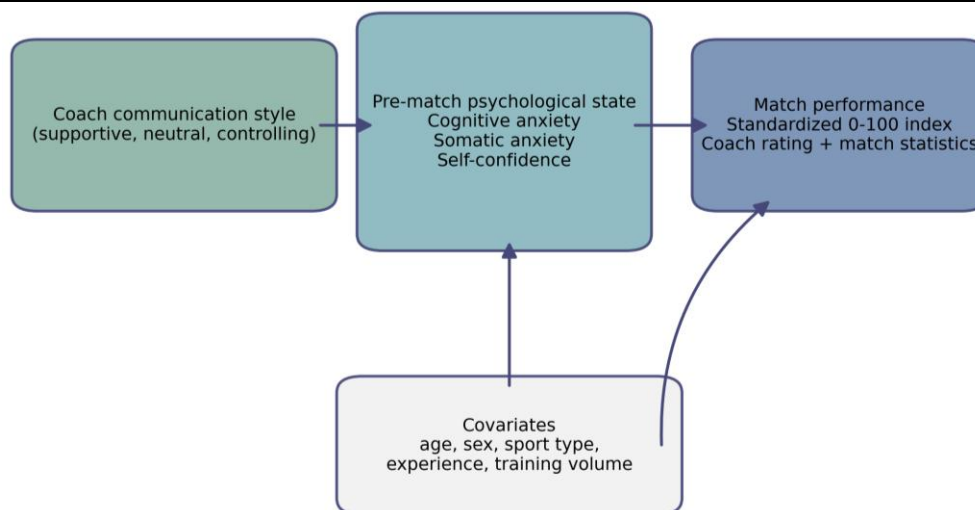 Coach communication style
(supportive, neutral, controlling)
Pre-match psychological state
Cognitive anxiety
Somatic anxiety
Self-confidence
Match performance
Standardized 0-100 index
Coach rating + match statistics
Covariates
age, sex, sport type,
experience, training volume